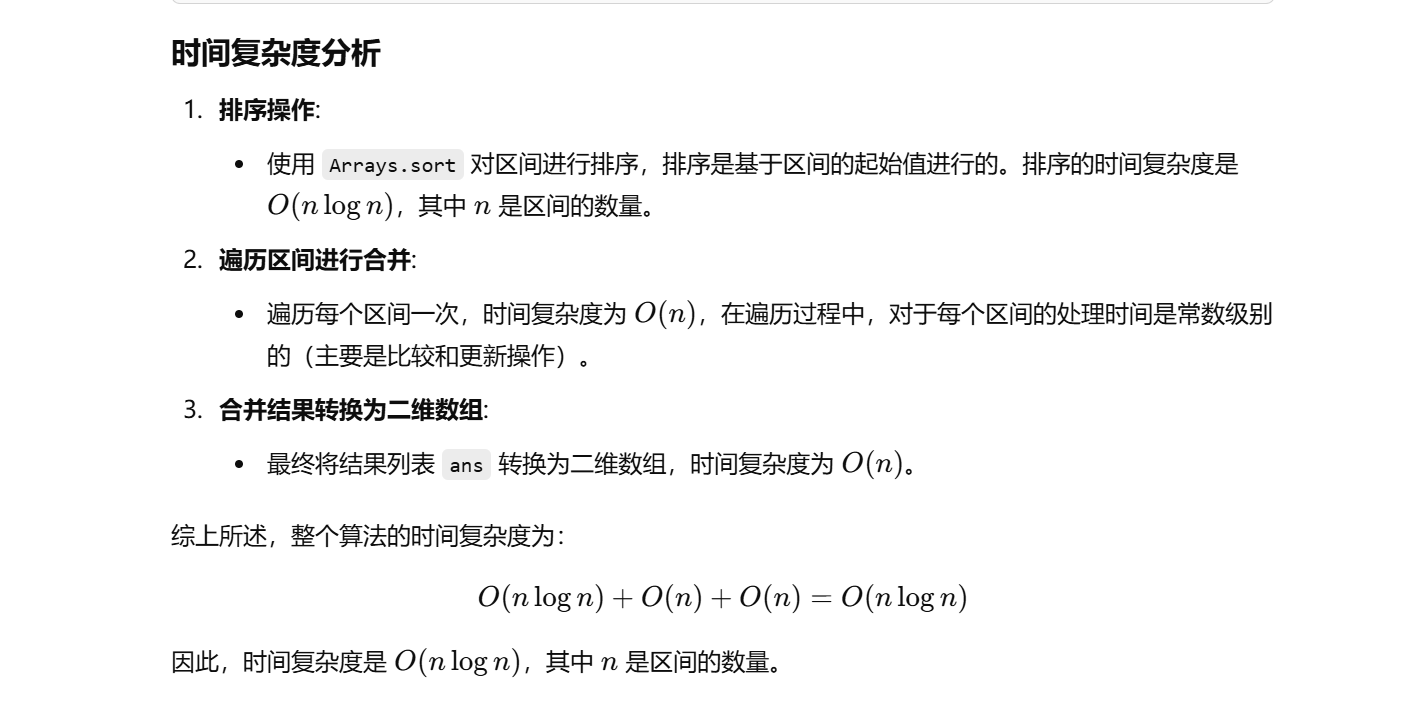 时间复杂度分析
1. 排序操作:
• 使用 Arrays.sort 对区间进行排序，排序是基于区间的起始值进行的。排序的时间复杂度是
O(n log n)，其中 n 是区间的数量。
2. 遍历区间进行合并:
• 遍历每个区间一次，时间复杂度为 O(n)，在遍历过程中，对于每个区间的处理时间是常数级别
的（主要是比较和更新操作）。
3. 合并结果转换为二维数组:
• 最终将结果列表 ans 转换为二维数组，时间复杂度为 O(n)。
综上所述，整个算法的时间复杂度为：
O(n log n) + O(n) + O(n) = O(n log n)
因此，时间复杂度是 O(n log n)，其中 n 是区间的数量。